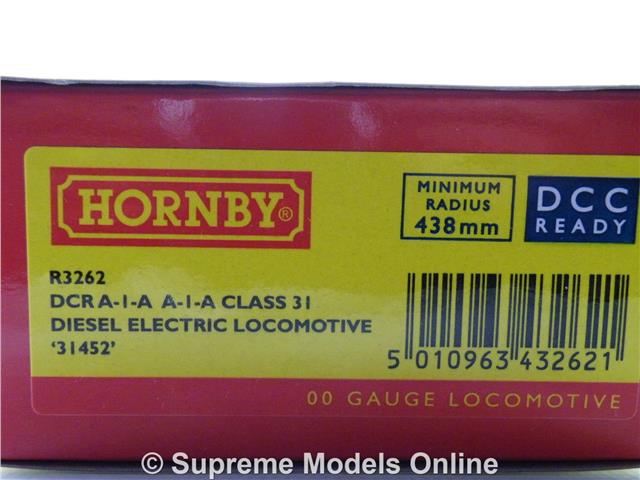 HORNBY®
MINIMUM
RADIUS
438mm
DCC
READY
R3262
DCR A-1-A A-1-A CLASS 31
DIESEL ELECTRIC LOCOMOTIVE
'31452'
5 010963 432621
00 GAUGE LOCOMOTIVE
© Supreme Models Online